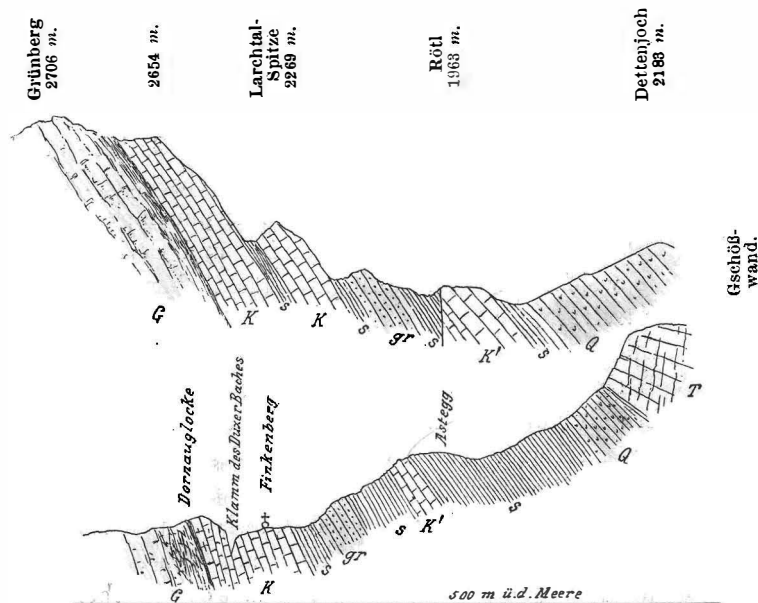 Grünberg
2706 m.
2654 m.
Larchtal-
Spitze
2269 m.
Rötl
1963 m.
Dettenjoch
2183 m.
G
K
s
K
s
gr
s
K'
s
Q
Gschöß-
wand.
Dornauglocke
Klamm des Duxer Baches
Finkenberg
Astegg
G
K
s
gr
s
K'
s
Q
T
500 m ü.d. Meere